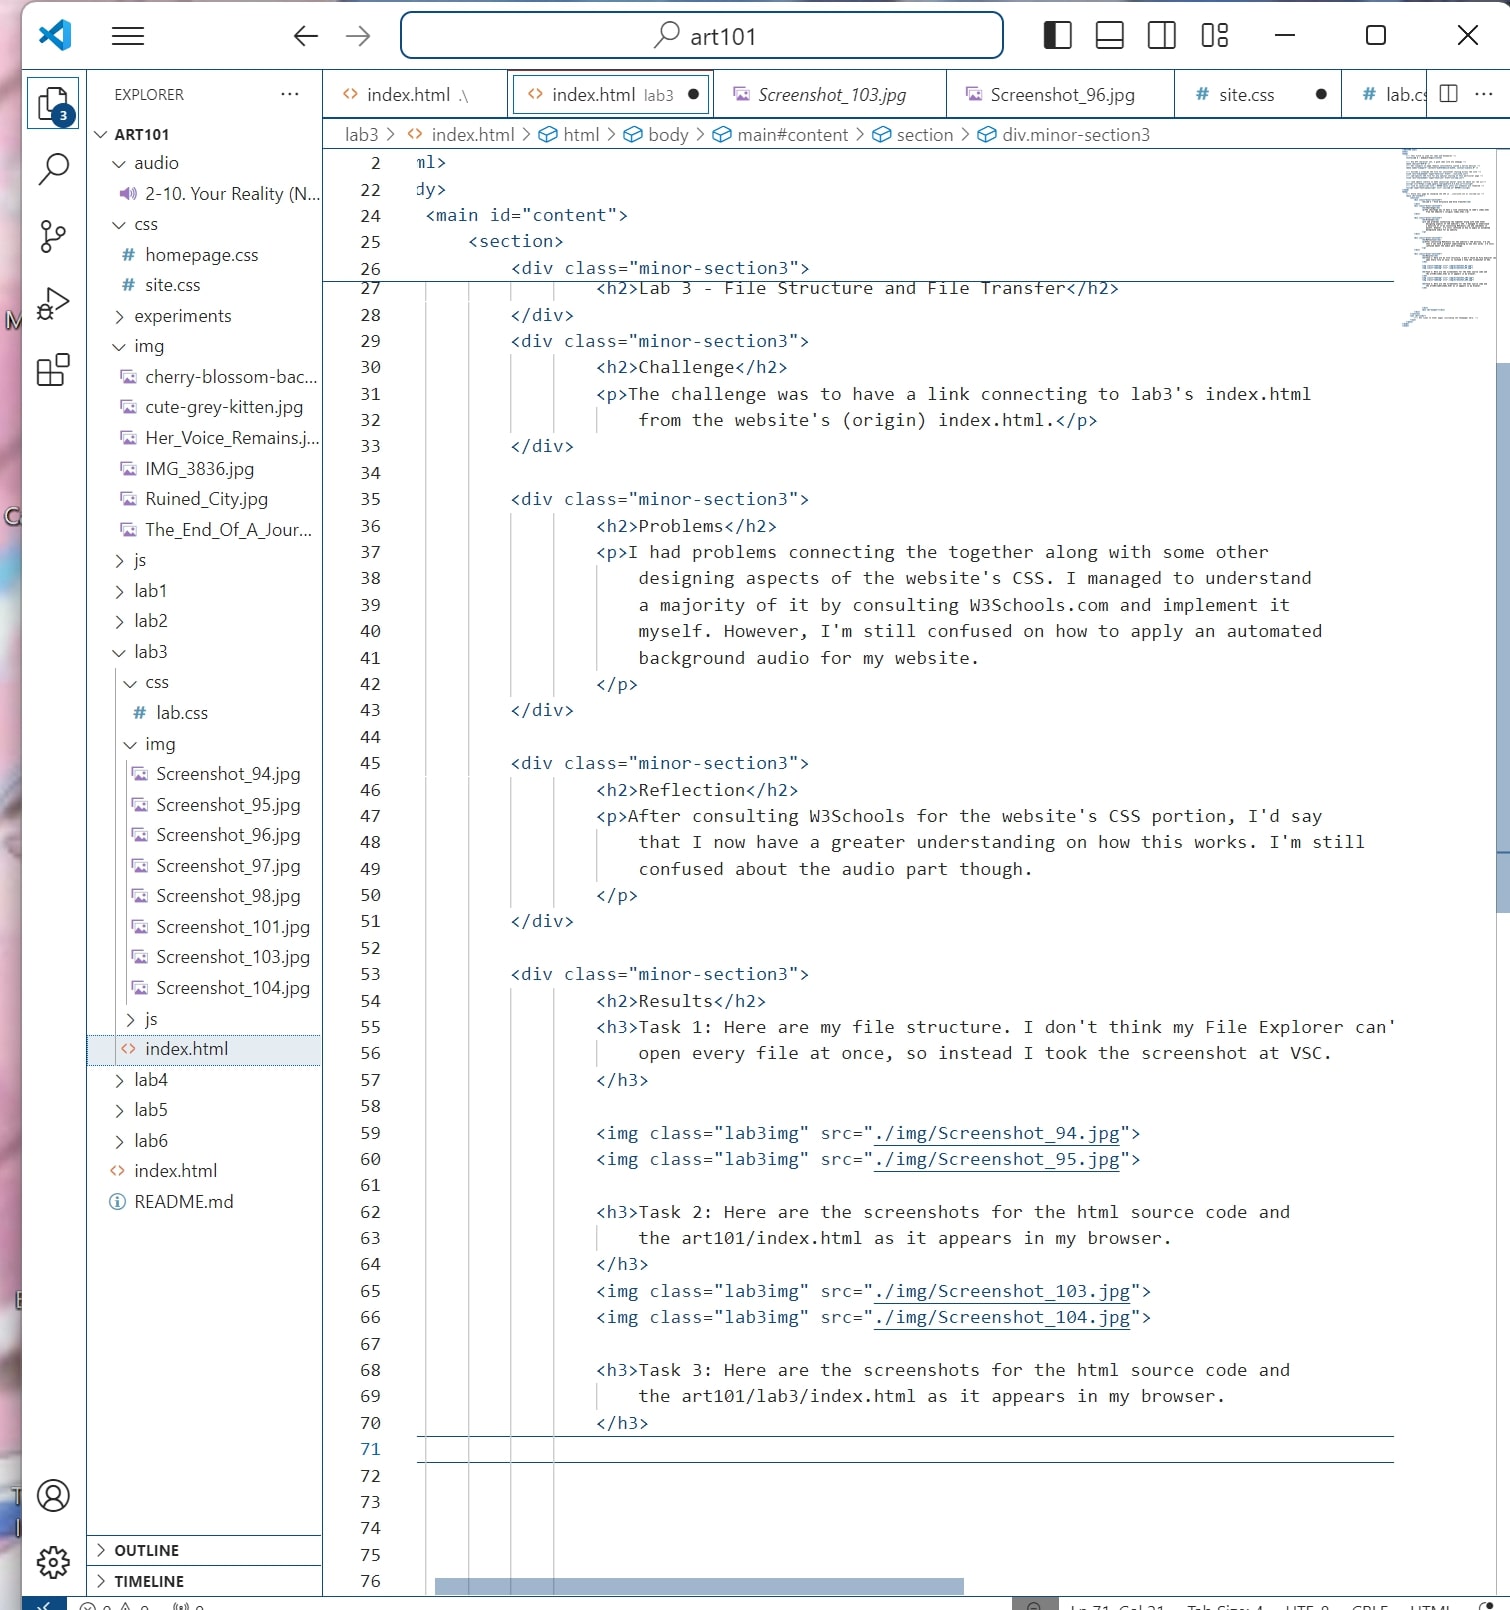 art101
EXPLORER
ART101
audio
2-10. Your Reality (N...
css
homepage.css
site.css
experiments
img
cherry-blossom-bac...
cute-grey-kitten.jpg
Her_Voice_Remains.j...
IMG_3836.jpg
Ruined_City.jpg
The_End_Of_A_Jour...
js
lab1
lab2
lab3
css
lab.css
img
Screenshot_94.jpg
Screenshot_95.jpg
Screenshot_96.jpg
Screenshot_97.jpg
Screenshot_98.jpg
Screenshot_101.jpg
Screenshot_103.jpg
Screenshot_104.jpg
js
index.html
lab4
lab5
lab6
index.html
README.md
OUTLINE
TIMELINE
3
index.html .\ index.html lab3 Screenshot_103.jpg Screenshot_96.jpg # site.css # lab.cs
lab3 > index.html > html > body > main#content > section > div.minor-section3
2 ml>
22 dy>
24 <main id="content">
25 <section>
26 <div class="minor-section3">
27 <h2>Lab 3 - File Structure and File Transfer</h2>
28 </div>
29 <div class="minor-section3">
30 <h2>Challenge</h2>
31 <p>The challenge was to have a link connecting to lab3's index.html
32 from the website's (origin) index.html.</p>
33 </div>
34
35 <div class="minor-section3">
36 <h2>Problems</h2>
37 <p>I had problems connecting the together along with some other
38 designing aspects of the website's CSS. I managed to understand
39 a majority of it by consulting W3Schools.com and implement it
40 myself. However, I'm still confused on how to apply an automated
41 background audio for my website.
42 </p>
43 </div>
44
45 <div class="minor-section3">
46 <h2>Reflection</h2>
47 <p>After consulting W3Schools for the website's CSS portion, I'd say
48 that I now have a greater understanding on how this works. I'm still
49 confused about the audio part though.
50 </p>
51 </div>
52
53 <div class="minor-section3">
54 <h2>Results</h2>
55 <h3>Task 1: Here are my file structure. I don't think my File Explorer can'
56 open every file at once, so instead I took the screenshot at VSC.
57 </h3>
58
59 <img class="lab3img" src="./img/Screenshot_94.jpg">
60 <img class="lab3img" src="./img/Screenshot_95.jpg">
61
62 <h3>Task 2: Here are the screenshots for the html source code and
63 the art101/index.html as it appears in my browser.
64 </h3>
65 <img class="lab3img" src="./img/Screenshot_103.jpg">
66 <img class="lab3img" src="./img/Screenshot_104.jpg">
67
68 <h3>Task 3: Here are the screenshots for the html source code and
69 the art101/lab3/index.html as it appears in my browser.
70 </h3>
71
72
73
74
75
76